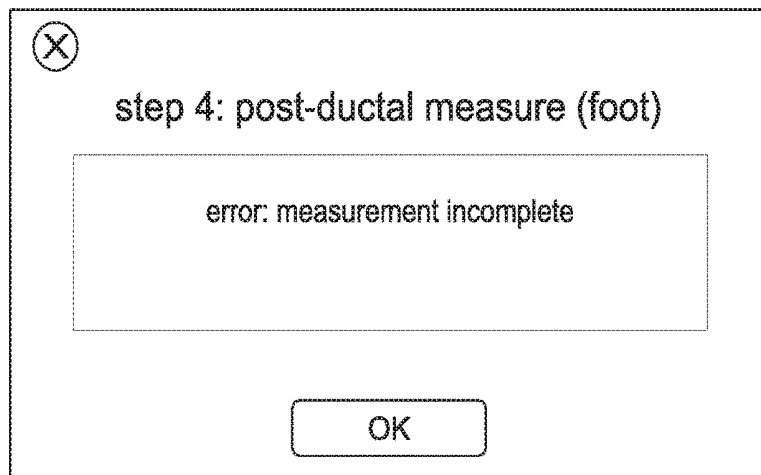 step 4: post-ductal measure (foot)
error: measurement incomplete
OK